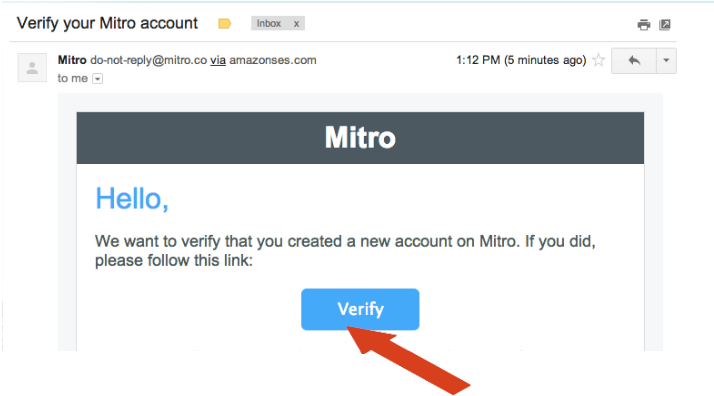 Verify your Mitro account
Inbox x
Mitro do-not-reply@mitro.co via amazonses.com 1:12 PM (5 minutes ago)
to me
Mitro
Hello,
We want to verify that you created a new account on Mitro. If you did,
please follow this link:
Verify